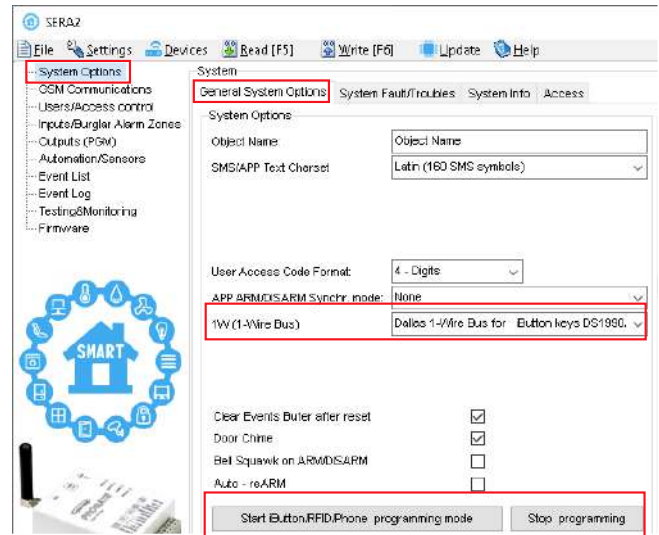 SERA2
File Settings Devices Read [F5] Write [F6] Update Help
System Options
GSM Communications
Users/Access control
Inputs/Burglar Alarm Zones
Outputs (PGM)
Automation/Sensors
Event List
Event Log
Testing&Monitoring
Firmware
SMART
System
General System Options System Fault/Troubles System Info Access
System Options
Object Name: Object Name
SMS/APP Text Charset Latin (160 SMS symbols)
User Access Code Format: 4 - Digits
APP ARM/DISARM Synchr. mode: None
1W (1-Wire Bus) Dallas 1-Wire Bus for iButton keys DS1990,
Clear Events Bufer after reset
Door Chime
Bell Squawk on ARM/DISARM
Auto - reARM
Start iButton/RFID/Phone programming mode Stop programming